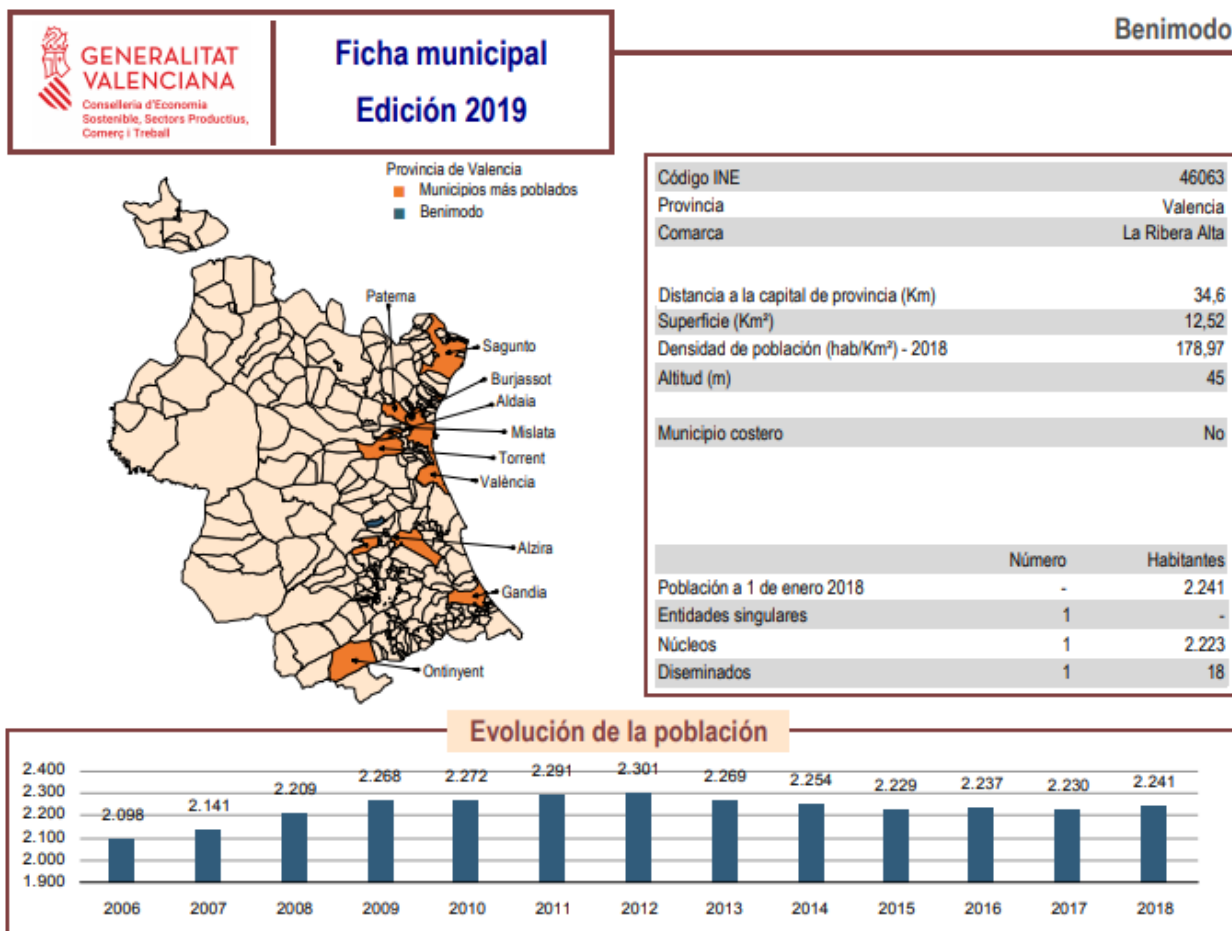 Benimodo
GENERALITAT
VALENCIANA
Conselleria d'Economia
Sostenible, Sectors Productius,
Comerç i Treball
Ficha municipal
Edición 2019
Provincia de Valencia
Municipios más poblados
Benimodo
Paterna
Sagunto
Burjassot
Aldaia
Mislata
Torrent
València
Alzira
Gandia
Ontinyent
Código INE 46063
Provincia Valencia
Comarca La Ribera Alta
Distancia a la capital de provincia (Km) 34,6
Superficie (Km²) 12,52
Densidad de población (hab/Km²) - 2018 178,97
Altitud (m) 45
Municipio costero No
Número Habitantes
Población a 1 de enero 2018 - 2.241
Entidades singulares 1 -
Núcleos 1 2.223
Diseminados 1 18
Evolución de la población
2.400
2.300
2.200
2.100
2.000
1.900
2.098 2.141 2.209 2.268 2.272 2.291 2.301 2.269 2.254 2.229 2.237 2.230 2.241
2006 2007 2008 2009 2010 2011 2012 2013 2014 2015 2016 2017 2018